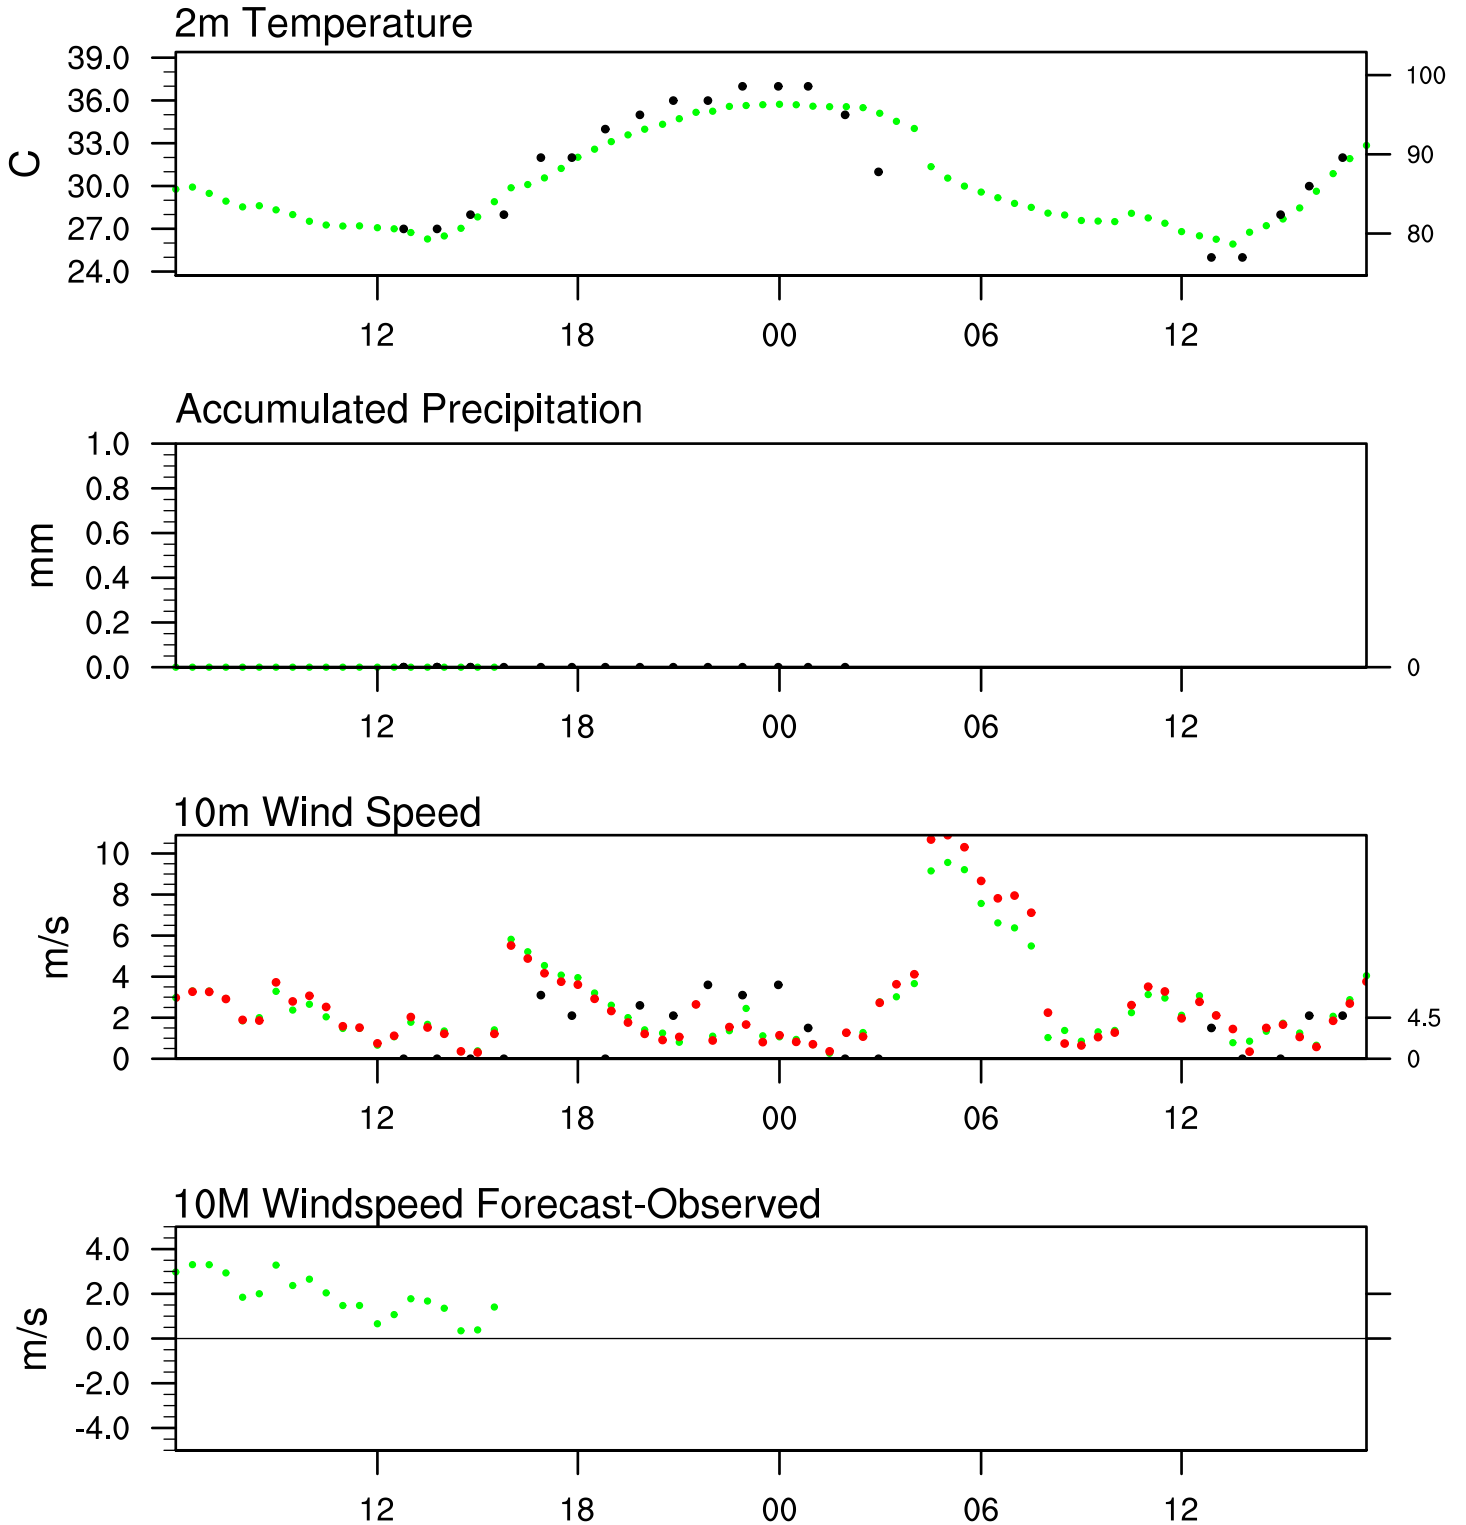 2m Temperature
39.0
36.0
33.0
30.0
27.0
24.0
C
100
90
80
12 18 00 06 12
Accumulated Precipitation
1.0
0.8
0.6
0.4
0.2
0.0
mm
0
12 18 00 06 12
10m Wind Speed
10
8
6
4
2
0
m/s
4.5
0
12 18 00 06 12
10M Windspeed Forecast-Observed
4.0
2.0
0.0
-2.0
-4.0
m/s
12 18 00 06 12